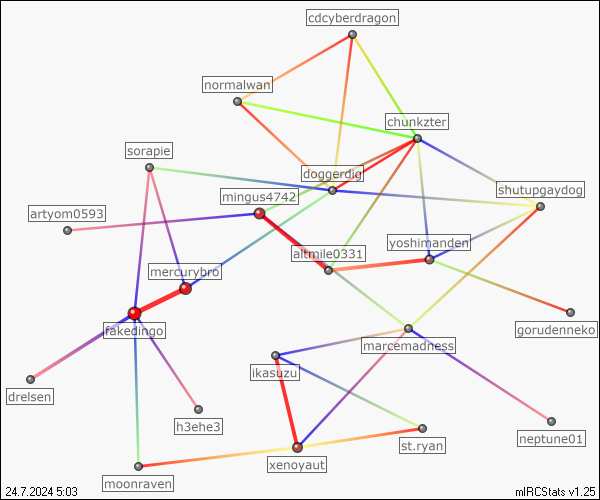 cdcyberdragon
normalwan
chunkzter
sorapie
doggerdig
shutupgaydog
mingus4742
artyom0593
yoshimanden
altmile0331
mercurybro
fakedingo
gorudenneko
marcemadness
ikasuzu
drelsen
h3ehe3
neptune01
st.ryan
xenoyaut
moonraven
24.7.2024 5:03
mIRCStats v1.25